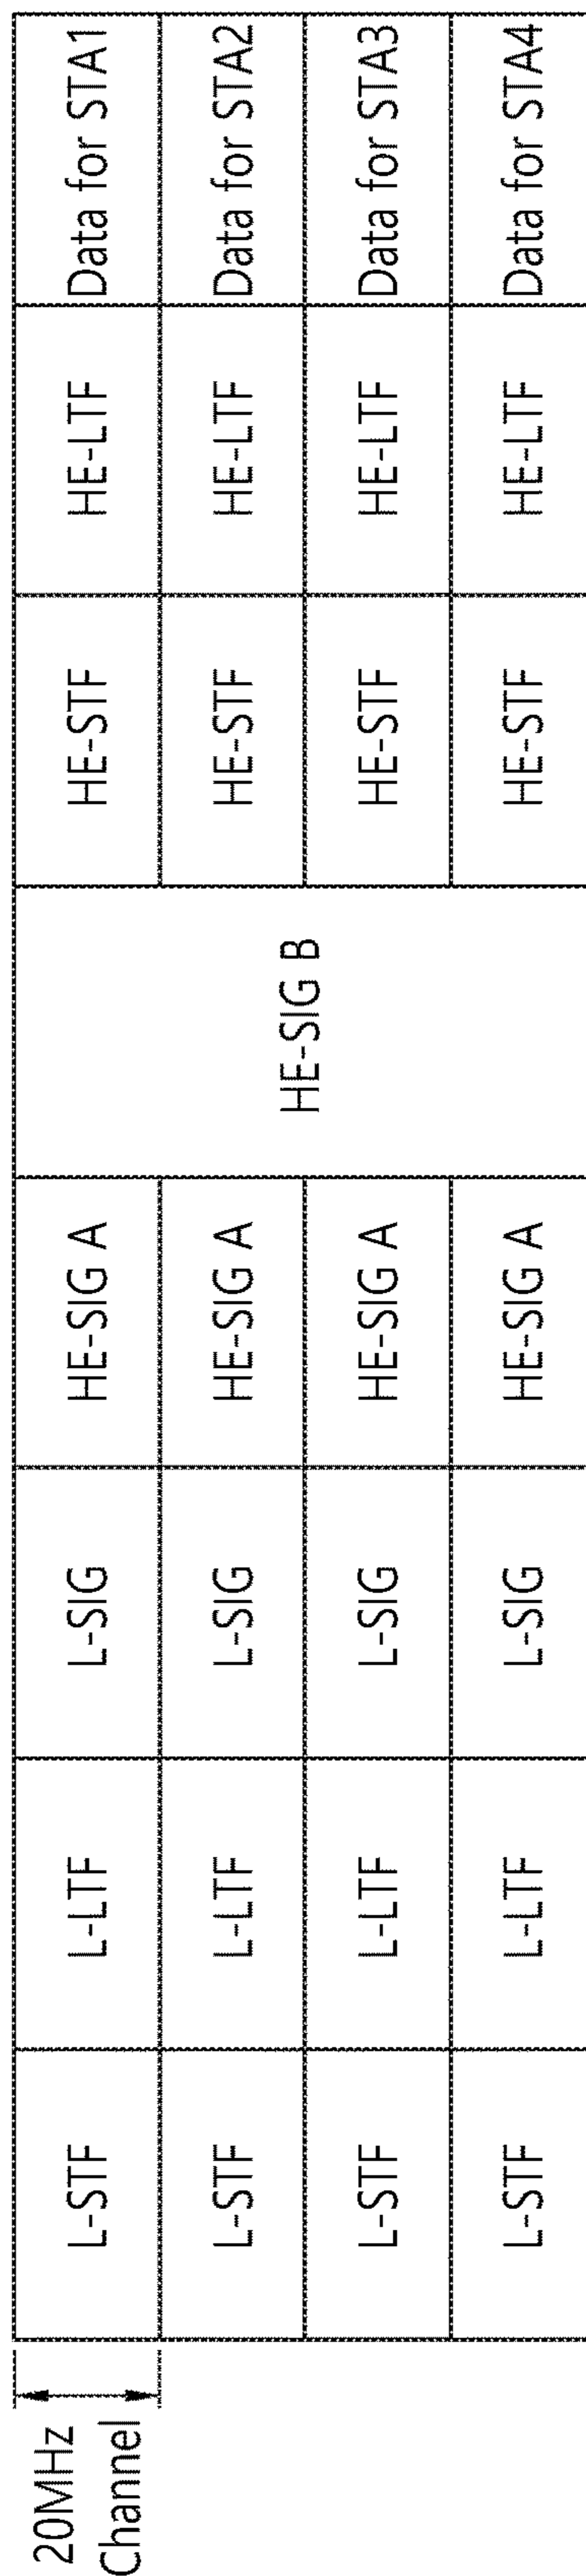 20MHz
Channel
L-STF
L-LTF
L-SIG
HE-SIG A
HE-SIG B
HE-STF
HE-LTF
Data for STA1
L-STF
L-LTF
L-SIG
HE-SIG A
HE-STF
HE-LTF
Data for STA2
L-STF
L-LTF
L-SIG
HE-SIG A
HE-STF
HE-LTF
Data for STA3
L-STF
L-LTF
L-SIG
HE-SIG A
HE-STF
HE-LTF
Data for STA4